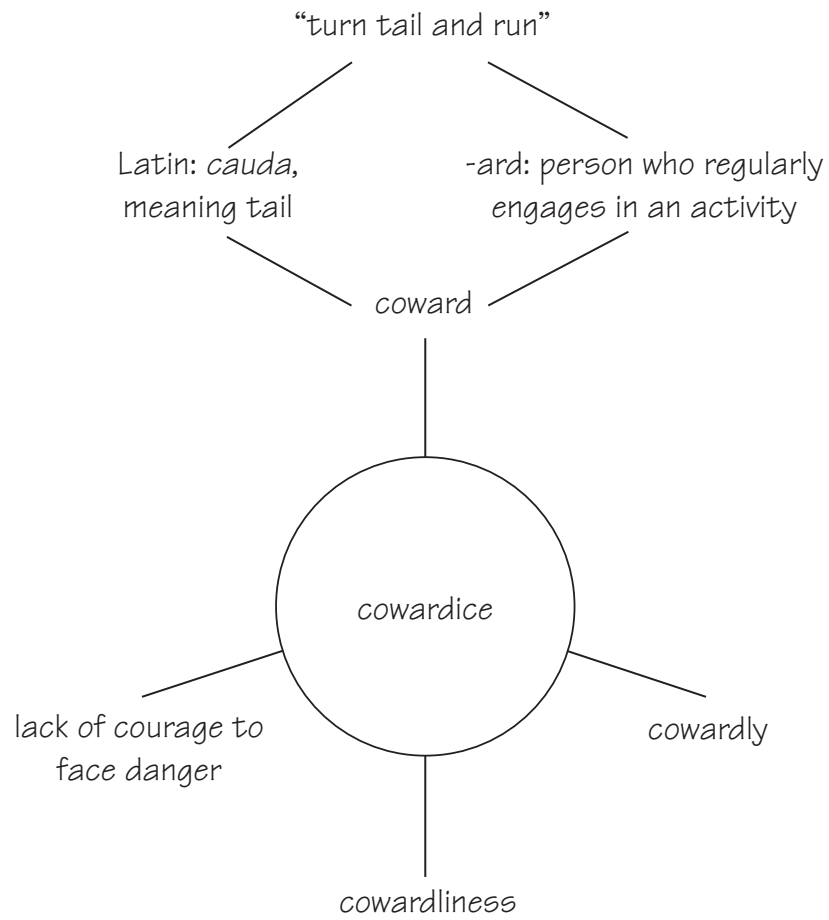 “turn tail and run”
Latin: cauda,
meaning tail
-ard: person who regularly
engages in an activity
coward
cowardice
lack of courage to
face danger
cowardly
cowardliness